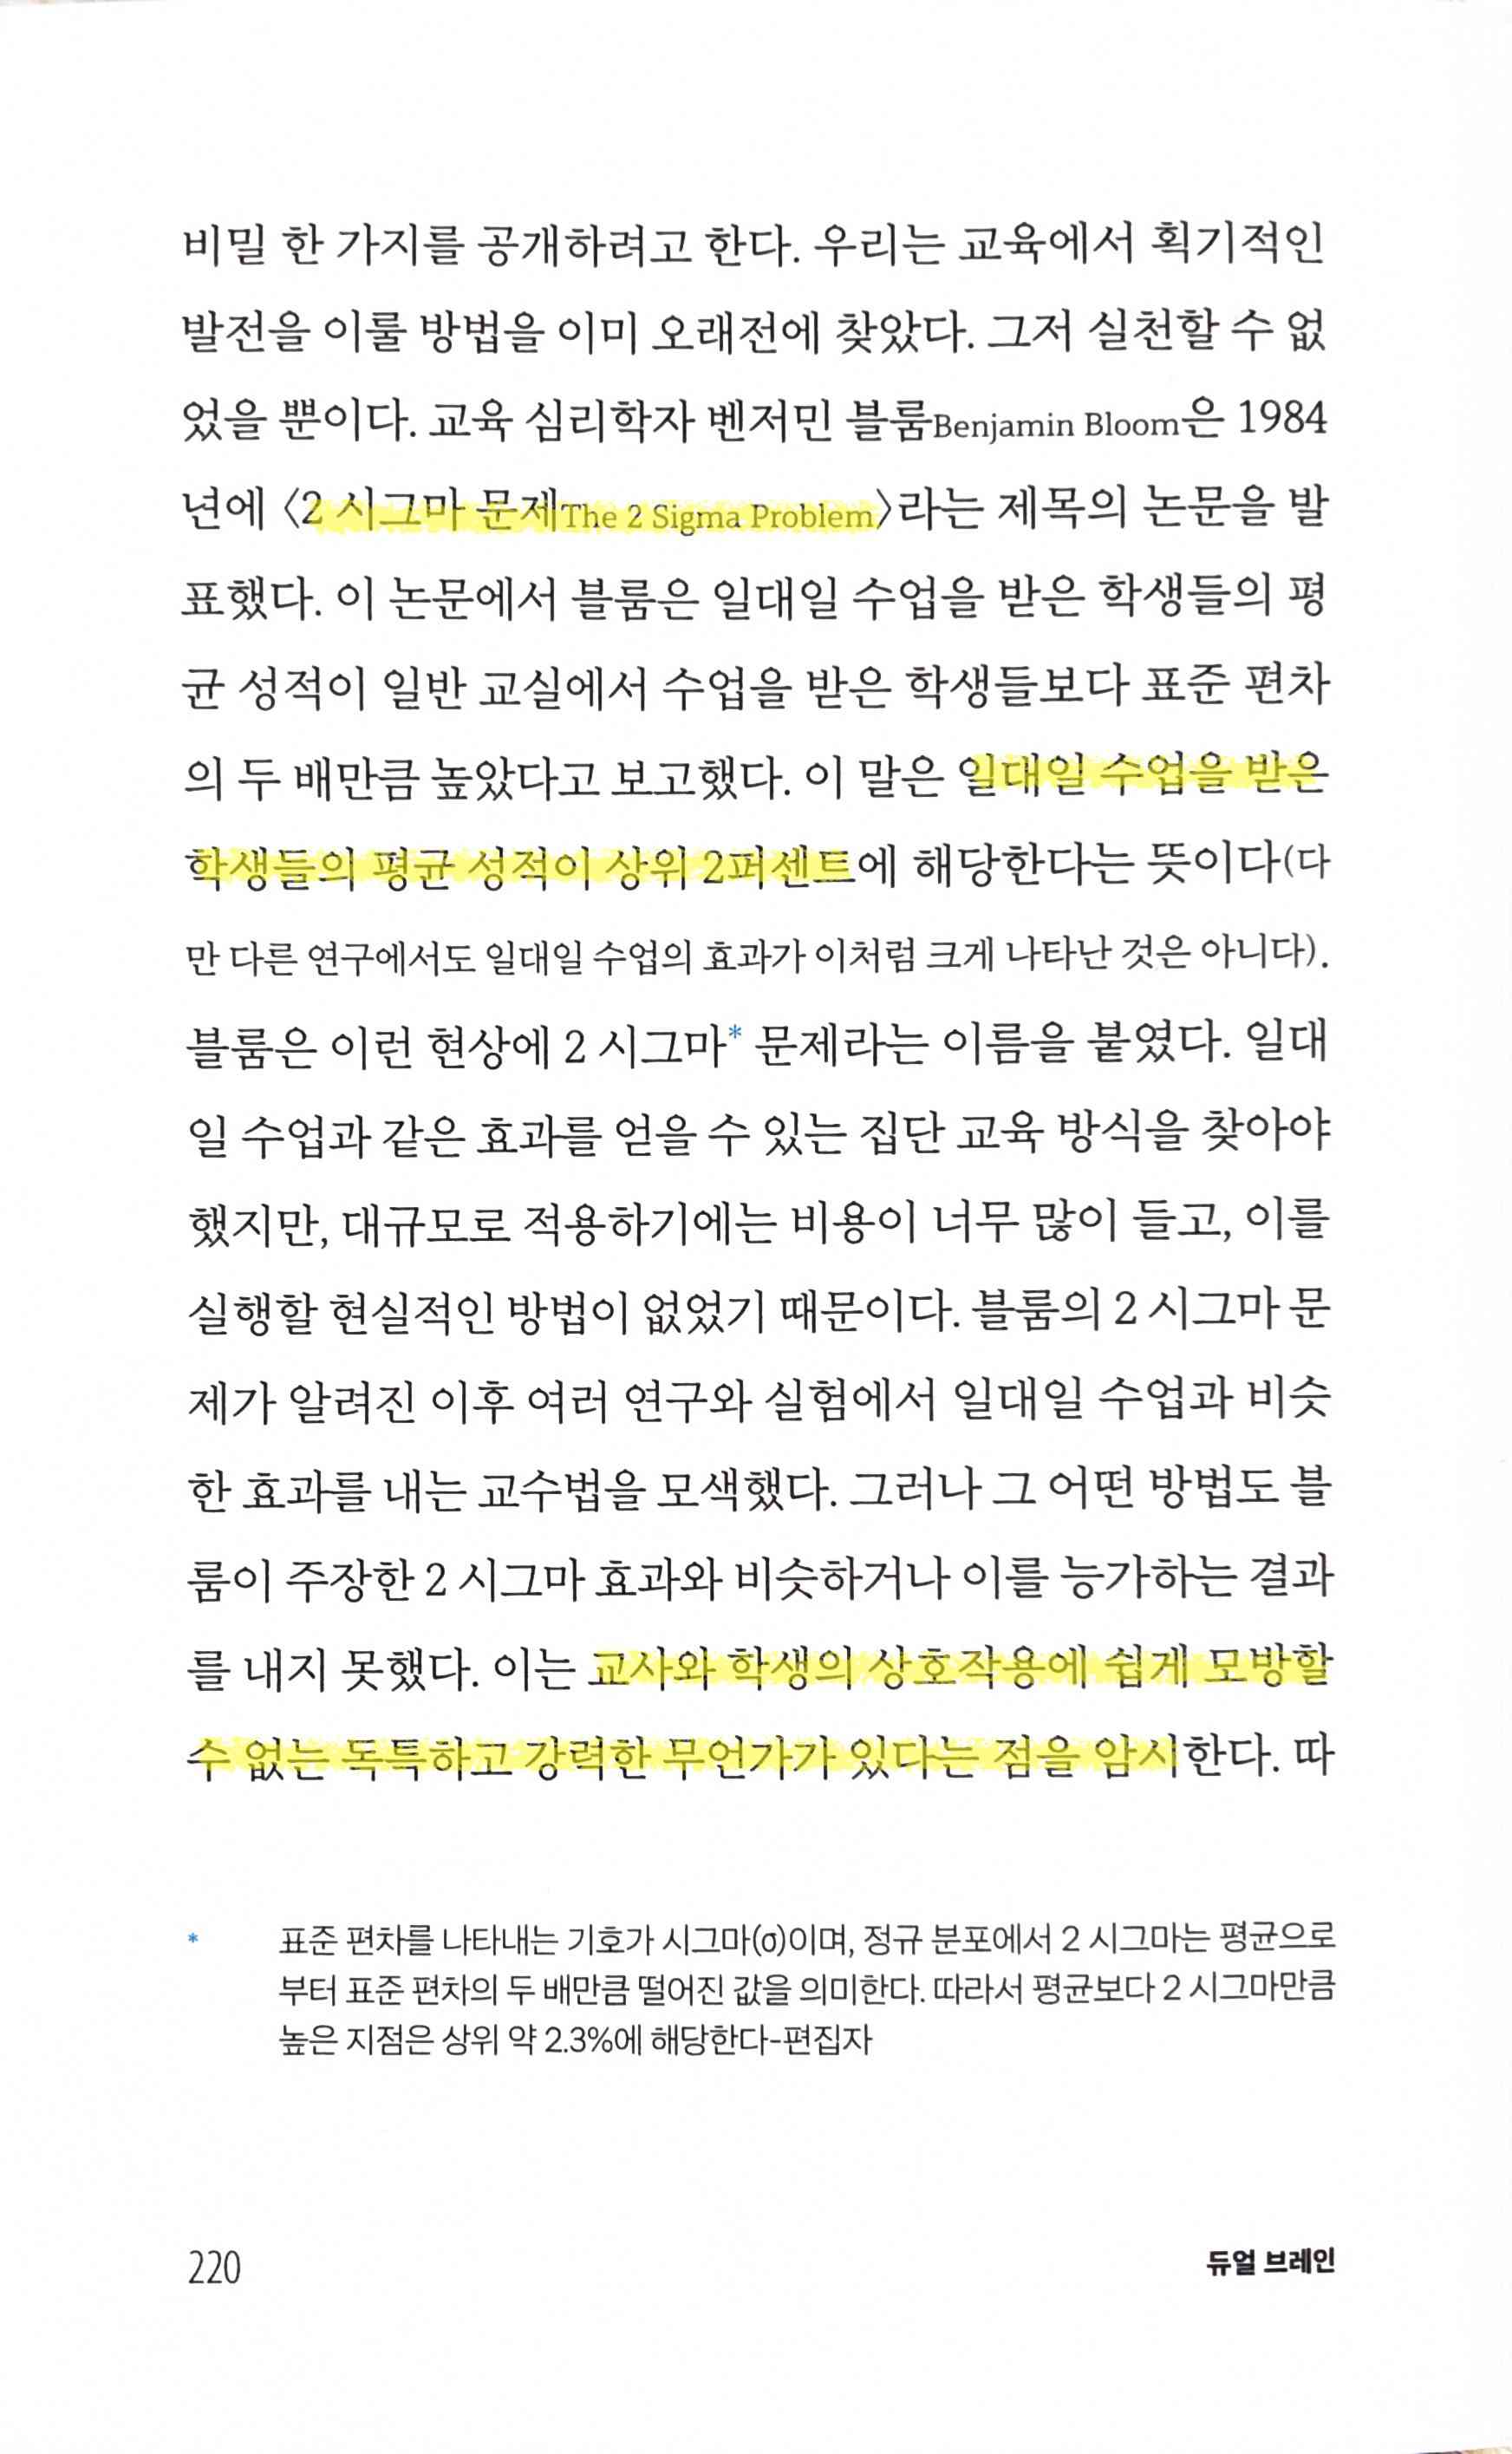 비밀 한 가지를 공개하려고 한다. 우리는 교육에서 획기적인
발전을 이룰 방법을 이미 오래전에 찾았다. 그저 실천할 수 없
었을 뿐이다. 교육 심리학자 벤저민 블룸Benjamin Bloom은 1984
년에 〈2 시그마 문제The 2 Sigma Problem〉라는 제목의 논문을 발
표했다. 이 논문에서 블룸은 일대일 수업을 받은 학생들의 평
균 성적이 일반 교실에서 수업을 받은 학생들보다 표준 편차
의 두 배만큼 높았다고 보고했다. 이 말은 일대일 수업을 받은
학생들의 평균 성적이 상위 2퍼센트에 해당한다는 뜻이다(다
만 다른 연구에서도 일대일 수업의 효과가 이처럼 크게 나타난 것은 아니다).
블룸은 이런 현상에 2 시그마* 문제라는 이름을 붙였다. 일대
일 수업과 같은 효과를 얻을 수 있는 집단 교육 방식을 찾아야
했지만, 대규모로 적용하기에는 비용이 너무 많이 들고, 이를
실행할 현실적인 방법이 없었기 때문이다. 블룸의 2 시그마 문
제가 알려진 이후 여러 연구와 실험에서 일대일 수업과 비슷
한 효과를 내는 교수법을 모색했다. 그러나 그 어떤 방법도 블
룸이 주장한 2 시그마 효과와 비슷하거나 이를 능가하는 결과
를 내지 못했다. 이는 교사와 학생의 상호작용에 쉽게 모방할
수 없는 독특하고 강력한 무언가가 있다는 점을 암시한다. 따
* 표준 편차를 나타내는 기호가 시그마(σ)이며, 정규 분포에서 2 시그마는 평균으로
부터 표준 편차의 두 배만큼 떨어진 값을 의미한다. 따라서 평균보다 2 시그마만큼
높은 지점은 상위 약 2.3%에 해당한다-편집자
220
듀얼 브레인